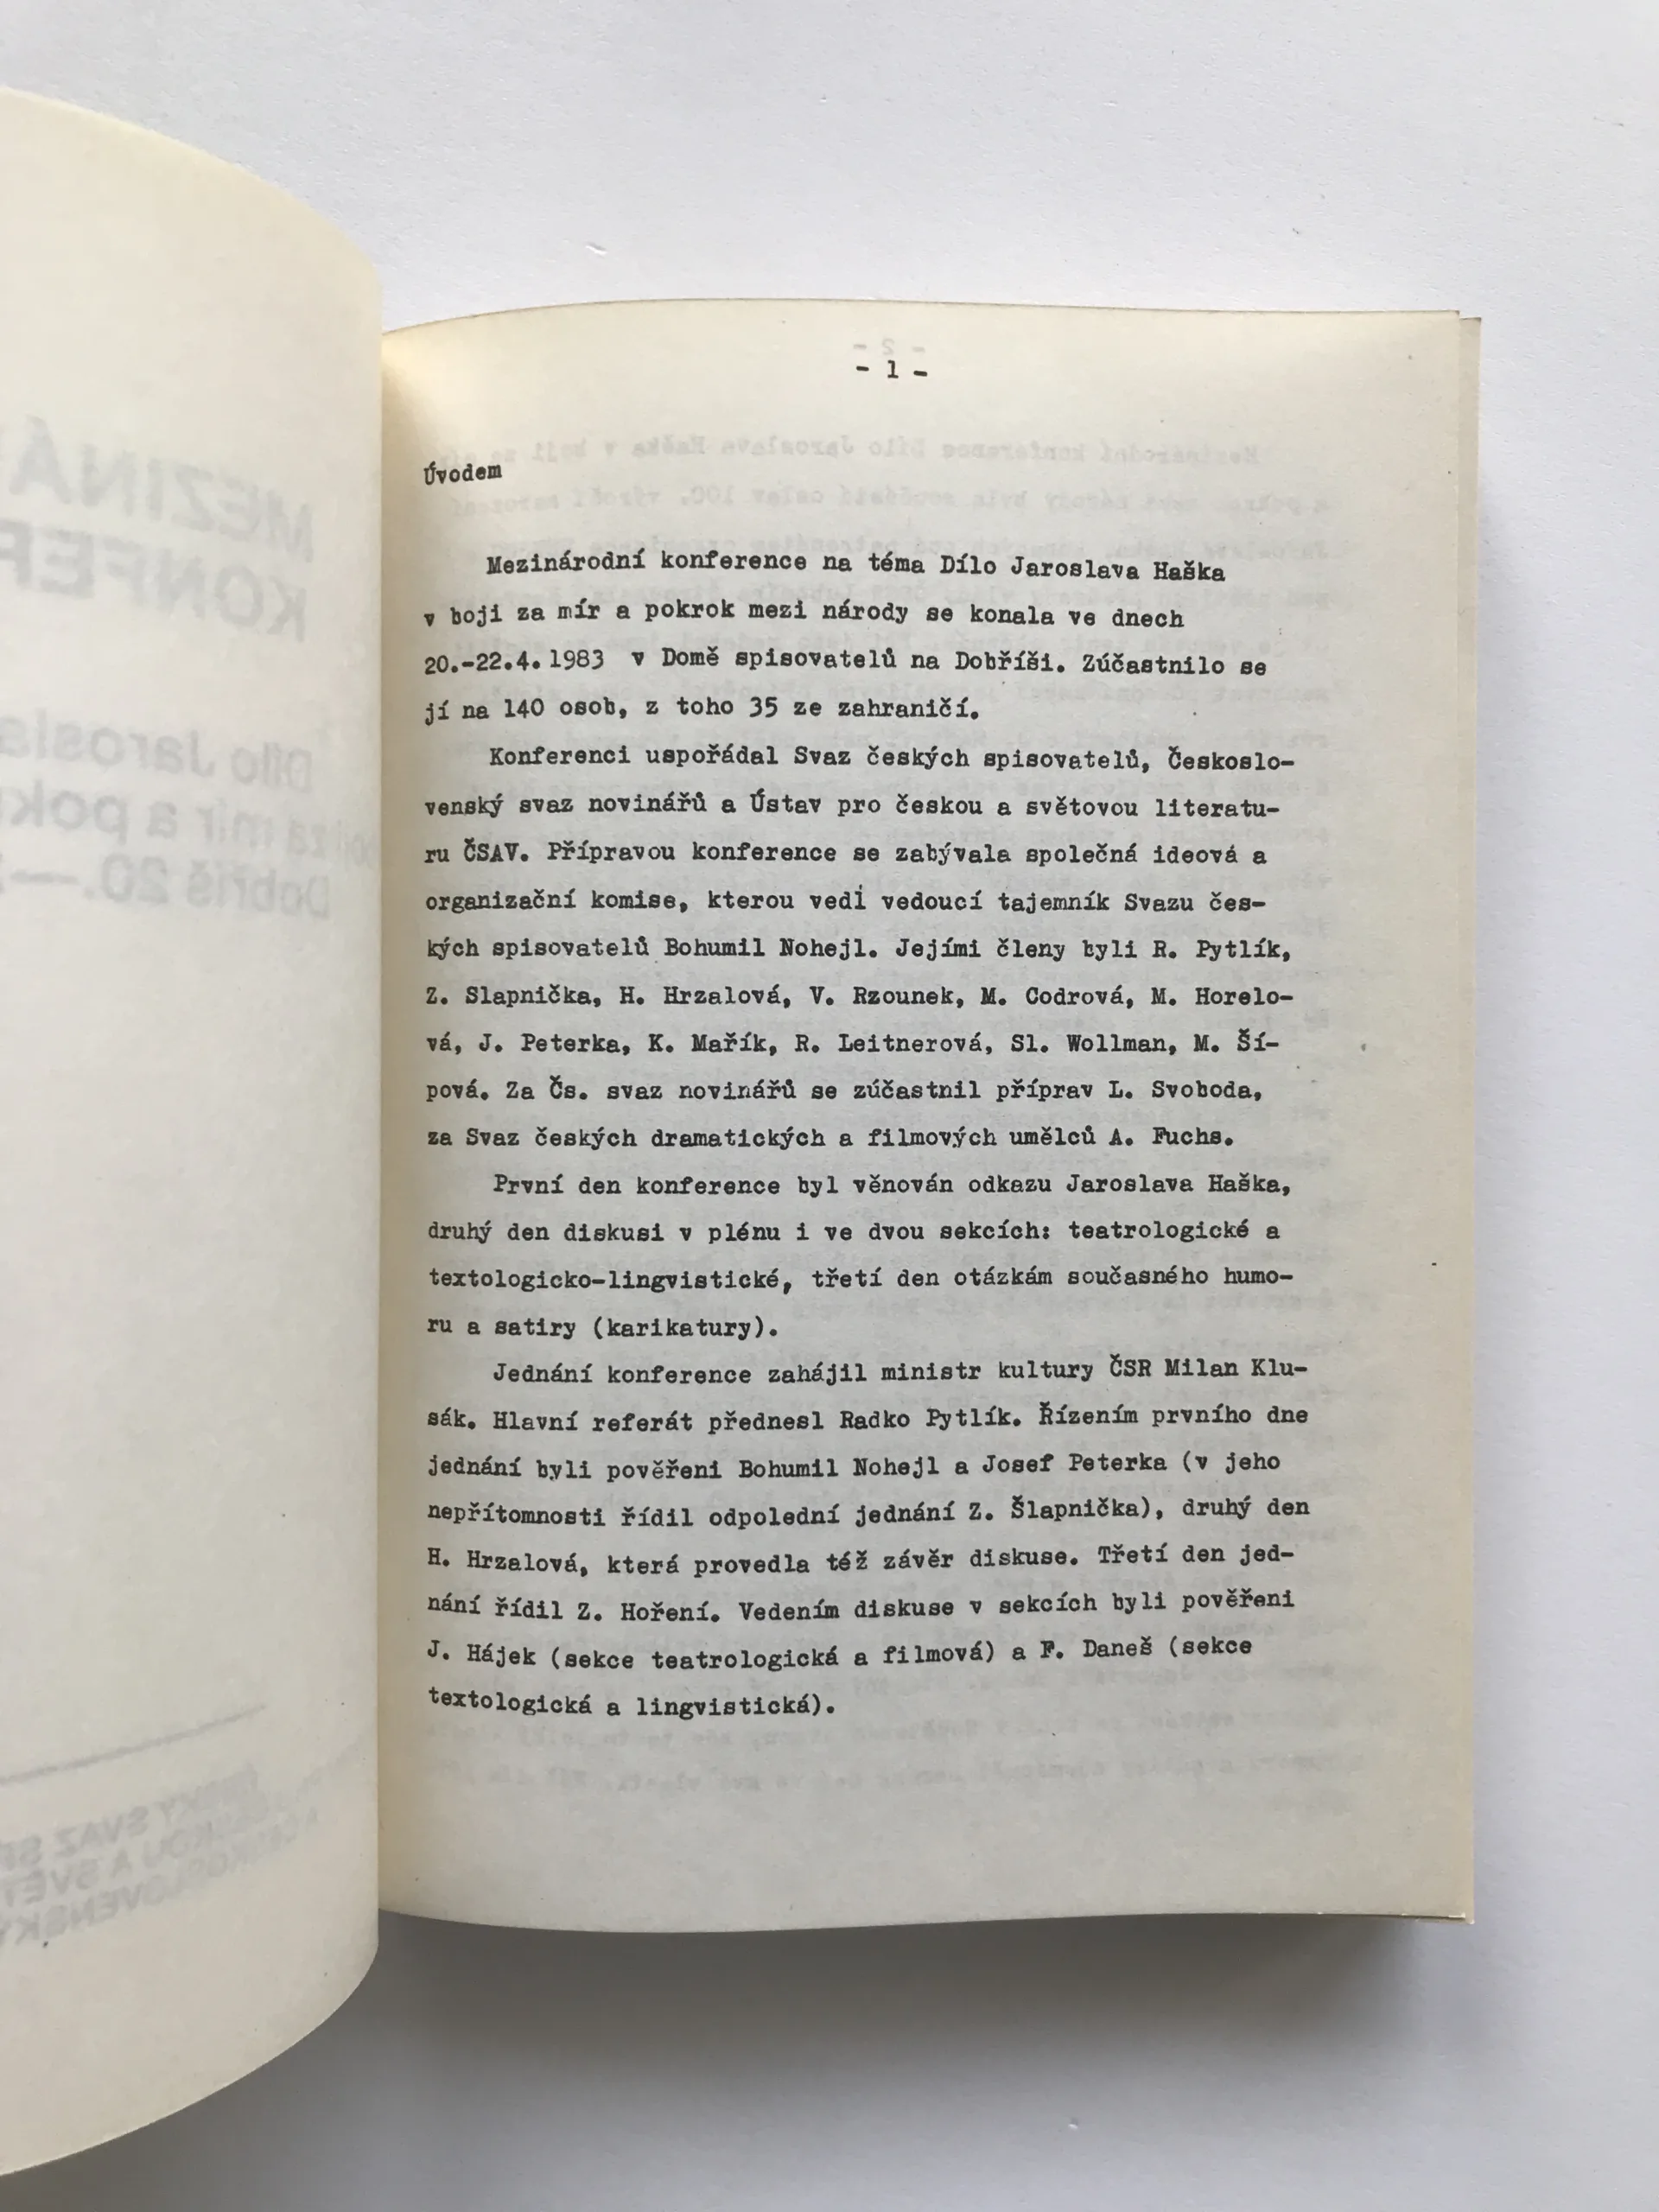 - 1 -
Úvodem
Mezinárodní konference na téma Dílo Jaroslava Haška
v boji za mír a pokrok mezi národy se konala ve dnech
20.-22.4.1983 v Domě spisovatelů na Dobříši. Zúčastnilo se
jí na 140 osob, z toho 35 ze zahraničí.
Konferenci uspořádal Svaz českých spisovatelů, Českoslo-
venský svaz novinářů a Ústav pro českou a světovou literatu-
ru ČSAV. Přípravou konference se zabývala společná ideová a
organizační komise, kterou vedl vedoucí tajemník Svazu čes-
kých spisovatelů Bohumil Nohejl. Jejími členy byli R. Pytlík,
Z. Slapnička, H. Hrzalová, V. Rzounek, M. Codrová, M. Horelo-
vá, J. Peterka, K. Mařík, R. Leitnerová, Sl. Wollman, M. Ší-
pová. Za Čs. svaz novinářů se zúčastnil příprav L. Svoboda,
za Svaz českých dramatických a filmových umělců A. Fuchs.
První den konference byl věnován odkazu Jaroslava Haška,
druhý den diskusi v plénu i ve dvou sekcích: teatrologické a
textologicko-lingvistické, třetí den otázkám současného humo-
ru a satiry (karikatury).
Jednání konference zahájil ministr kultury ČSR Milan Klu-
sák. Hlavní referát přednesl Radko Pytlík. Řízením prvního dne
jednání byli pověřeni Bohumil Nohejl a Josef Peterka (v jeho
nepřítomnosti řídil odpolední jednání Z. Šlapnička), druhý den
H. Hrzalová, která provedla též závěr diskuse. Třetí den jed-
nání řídil Z. Hoření. Vedením diskuse v sekcích byli pověřeni
J. Hájek (sekce teatrologická a filmová) a F. Daneš (sekce
textologická a lingvistická).